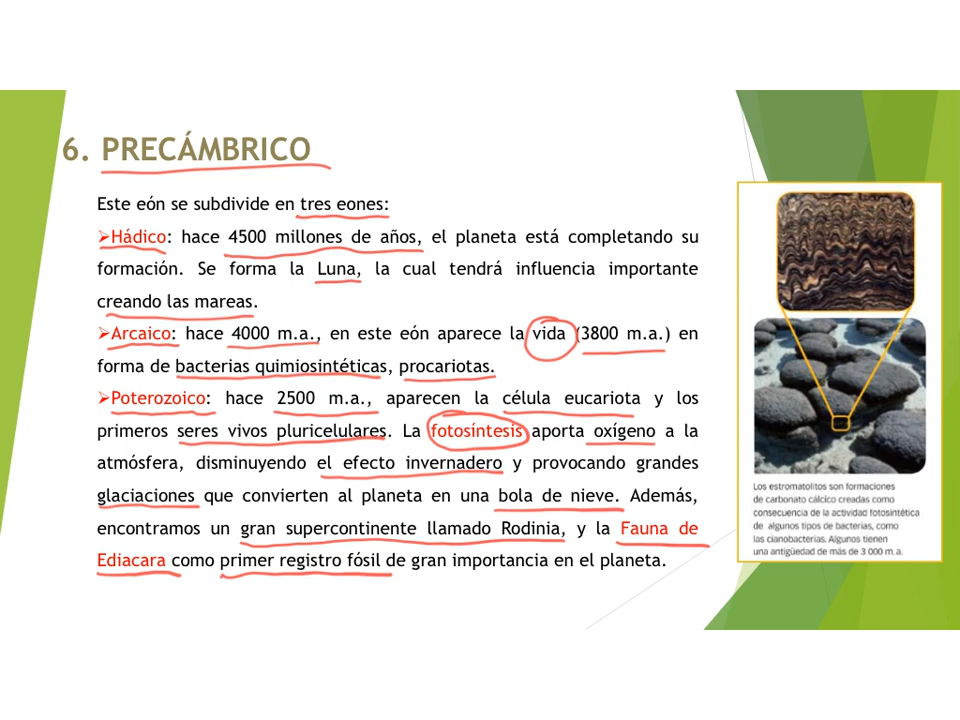 6. PRECÁMBRICO
Este eón se subdivide en tres eones:
➢Hádico: hace 4500 millones de años, el planeta está completando su
formación. Se forma la Luna, la cual tendrá influencia importante
creando las mareas.
➢Arcaico: hace 4000 m.a., en este eón aparece la vida (3800 m.a.) en
forma de bacterias quimiosintéticas, procariotas.
➢Poterozoico: hace 2500 m.a., aparecen la célula eucariota y los
primeros seres vivos pluricelulares. La fotosíntesis aporta oxígeno a la
atmósfera, disminuyendo el efecto invernadero y provocando grandes
glaciaciones que convierten al planeta en una bola de nieve. Además,
encontramos un gran supercontinente llamado Rodinia, y la Fauna de
Ediacara como primer registro fósil de gran importancia en el planeta.
Los estromatolitos son formaciones
de carbonato cálcico creadas como
consecuencia de la actividad fotosintética
de algunos tipos de bacterias, como
las cianobacterias. Algunos tienen
una antigüedad de más de 3 000 m.a.